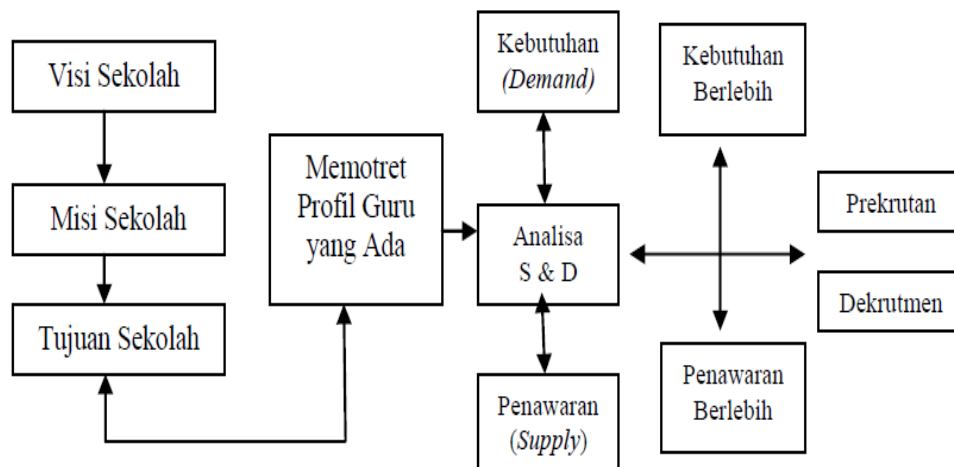 Visi Sekolah
Misi Sekolah
Tujuan Sekolah
Memotret
Profil Guru
yang Ada
Kebutuhan
(Demand)
Analisa
S & D
Penawaran
(Supply)
Kebutuhan
Berlebih
Penawaran
Berlebih
Prekrutan
Dekrutmen